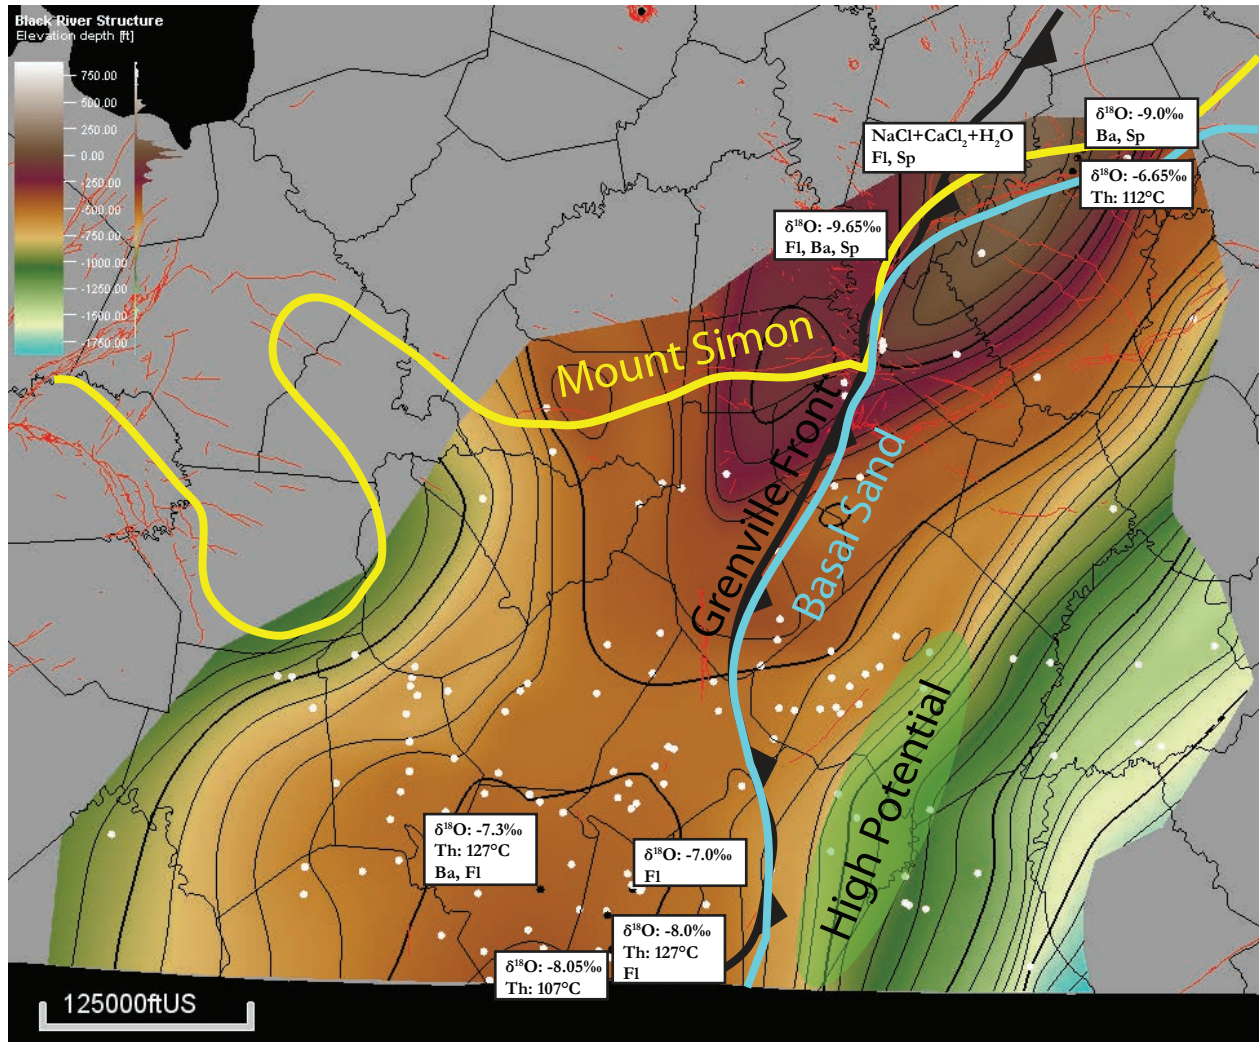 Black River Structure
Elevation depth [ft]
750.00
500.00
250.00
0.00
-250.00
-500.00
-750.00
-1000.00
-1250.00
-1500.00
-1750.00
NaCl+CaCl₂+H₂O
Fl, Sp
δ¹⁸O: -9.0‰
Ba, Sp
δ¹⁸O: -6.65‰
Th: 112°C
δ¹⁸O: -9.65‰
Fl, Ba, Sp
Mount Simon
Grenville Front
Basal Sand
High Potential
δ¹⁸O: -7.3‰
Th: 127°C
Ba, Fl
δ¹⁸O: -7.0‰
Fl
δ¹⁸O: -8.0‰
Th: 127°C
Fl
δ¹⁸O: -8.05‰
Th: 107°C
125000ftUS